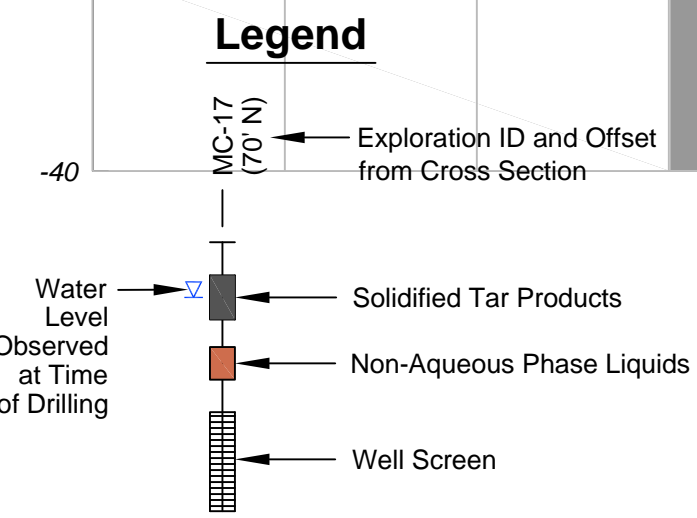 Legend
MC-17
(70' N)
Exploration ID and Offset
from Cross Section
-40
Water
Level
Observed
at Time
of Drilling
Solidified Tar Products
Non-Aqueous Phase Liquids
Well Screen